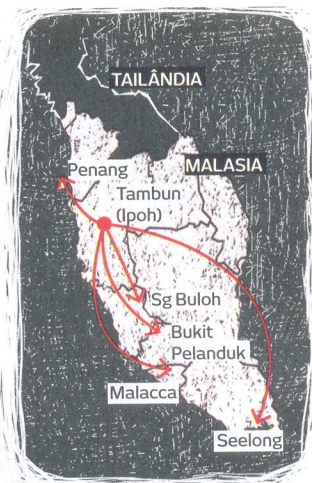 TAILÂNDIA
Penang
MALASIA
Tambun
(Ipoh)
Sg Buloh
Bukit
Pelanduk
Malacca
Seelong